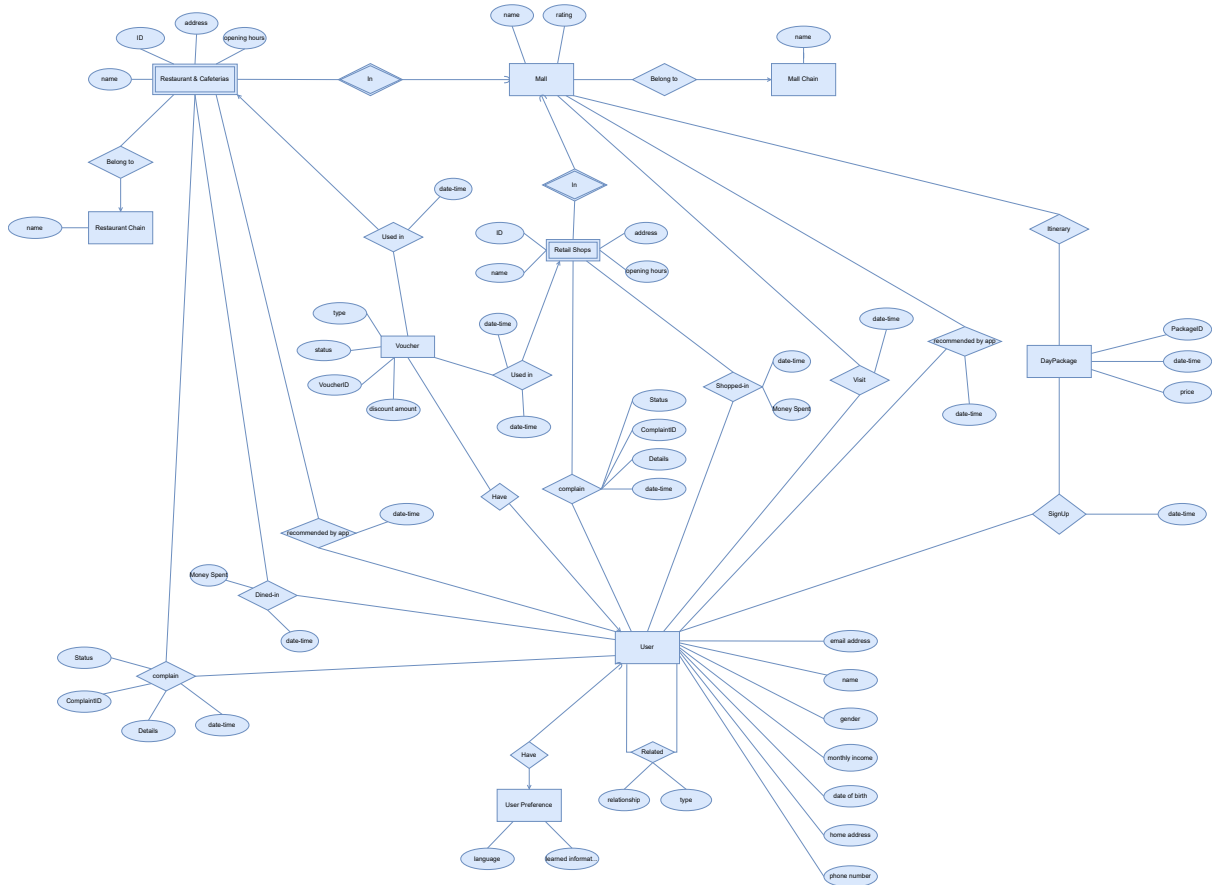 name
rating
address
ID
opening hours
name
name
Restaurant & Cafeterias
In
Mall
Belong to
Mall Chain
Belong to
date-time
In
name
Restaurant Chain
Used in
ID
address
Itinerary
Retail Shops
name
opening hours
type
date-time
date-time
PackageID
status
Voucher
recommended by app
DayPackage
date-time
date-time
VoucherID
Used in
Shopped-in
Visit
price
discount amount
Status
Money Spent
date-time
date-time
ComplaintID
Details
Have
complain
date-time
date-time
SignUp
date-time
recommended by app
Money Spent
Dined-in
date-time
email address
User
Status
complain
name
ComplaintID
Details
date-time
gender
Have
Related
monthly income
User Preference
relationship
type
date of birth
home address
language
learned informat...
phone number